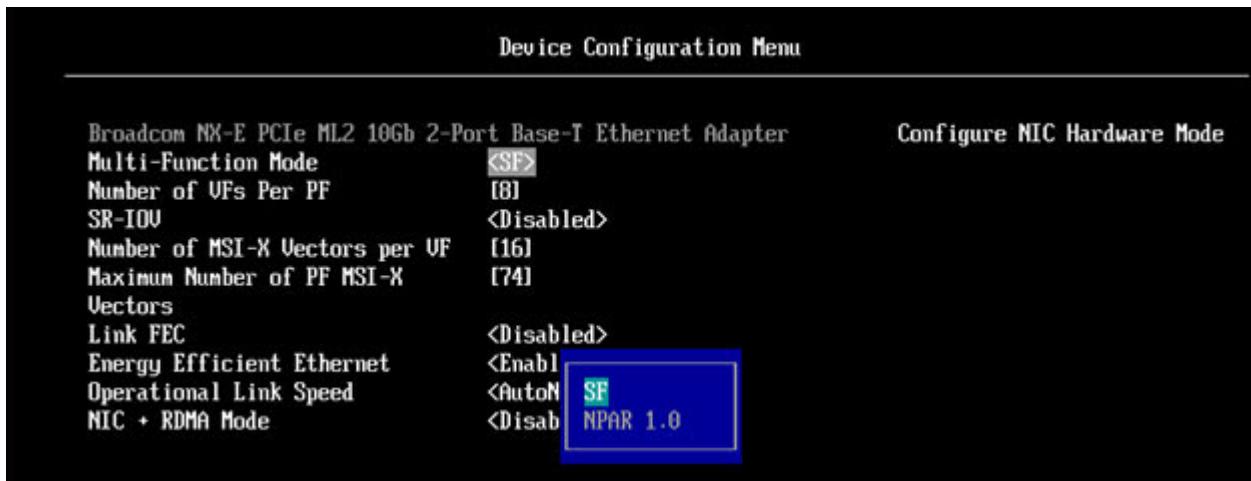 Device Configuration Menu
Broadcom NX-E PCIe ML2 10Gb 2-Port Base-T Ethernet Adapter
Configure NIC Hardware Mode
Multi-Function Mode <SF>
Number of VFs Per PF [8]
SR-IOV <Disabled>
Number of MSI-X Vectors per VF [16]
Maximum Number of PF MSI-X [74]
Vectors
Link FEC <Disabled>
Energy Efficient Ethernet <Enabl
Operational Link Speed <AutoN
NIC + RDMA Mode <Disab
SF
NPAR 1.0